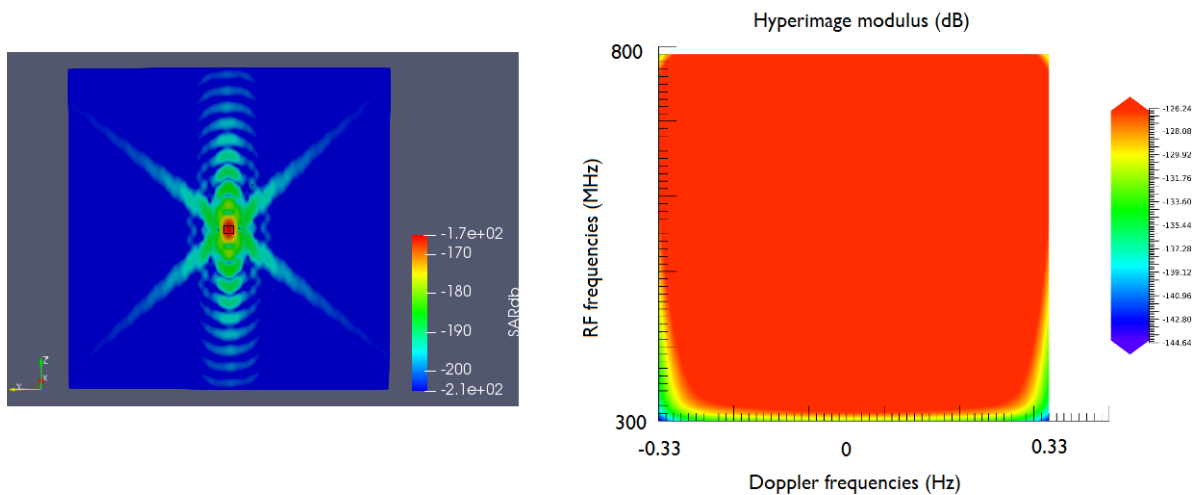 -1.7e+02
-170
-180
-190
-200
-2.1e+02
SARdb
Z
Y
X
Hyperimage modulus (dB)
800
300
RF frequencies (MHz)
-0.33
0
0.33
Doppler frequencies (Hz)
-126.24
-128.08
-129.92
-131.76
-133.60
-135.44
-137.28
-139.12
-140.96
-142.80
-144.64